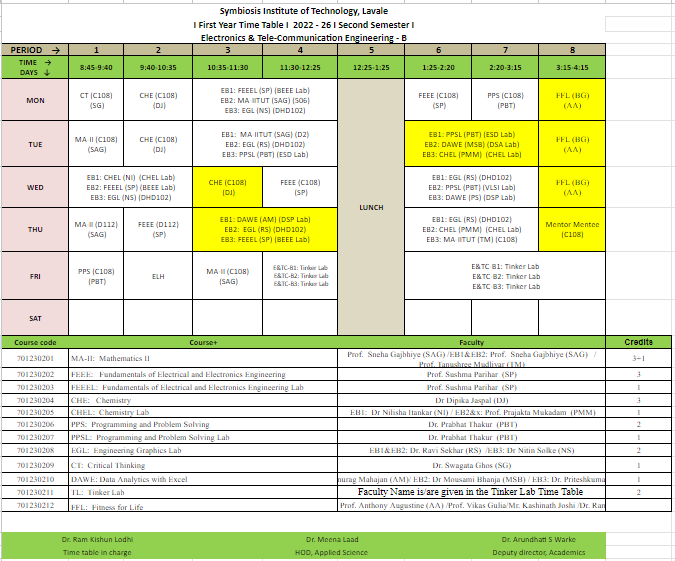 Symbiosis Institute of Technology, Lavale
I First Year Time Table I 2022 - 26 I Second Semester I
Electronics & Tele-Communication Engineering - B
PERIOD → 1 2 3 4 5 6 7 8
TIME → DAYS ↓ 8:45-9:40 9:40-10:35 10:35-11:30 11:30-12:25 12:25-1:25 1:25-2:20 2:20-3:15 3:15-4:15
MON
CT (C108)
(SG)
CHE (C108)
(DJ)
EB1: FEEEL (SP) (BEEE Lab)
EB2: MA IITUT (SAG) (S06)
EB3: EGL (NS) (DHD102)
FEEE (C108)
(SP)
PPS (C108)
(PBT)
FFL (BG)
(AA)
TUE
MA II (C108)
(SAG)
CHE (C108)
(DJ)
EB1: MA IITUT (SAG) (D2)
EB2: EGL (RS) (DHD102)
EB3: PPSL (PBT) (ESD Lab)
EB1: PPSL (PBT) (ESD Lab)
EB2: DAWE (MSB) (DSA Lab)
EB3: CHEL (PMM) (CHEL Lab)
FFL (BG)
(AA)
WED
EB1: CHEL (NI) (CHEL Lab)
EB2: FEEEL (SP) (BEEE Lab)
EB3: EGL (NS) (DHD102)
CHE (C108)
(DJ)
FEEE (C108)
(SP)
LUNCH
EB1: EGL (RS) (DHD102)
EB2: PPSL (PBT) (VLSI Lab)
EB3: DAWE (PS) (DSP Lab)
FFL (BG)
(AA)
THU
MA II (D112)
(SAG)
FEEE (D112)
(SP)
EB1: DAWE (AM) (DSP Lab)
EB2: EGL (RS) (DHD102)
EB3: FEEEL (SP) (BEEE Lab)
EB1: EGL (RS) (DHD102)
EB2: CHEL (PMM) (CHEL Lab)
EB3: MA IITUT (TM) (C108)
Mentor Mentee
(C108)
FRI
PPS (C108)
(PBT)
ELH
MA-II (C108)
(SAG)
E&TC-B1: Tinker Lab
E&TC-B2: Tinker Lab
E&TC-B3: Tinker Lab
E&TC B1: Tinker Lab
E&TC B2: Tinker Lab
E&TC B3: Tinker Lab
SAT
Course code Course+ Faculty Credits
701230201 MA-II: Mathematics II Prof. Sneha Gajbhiye (SAG) /EB1&EB2: Prof. Sneha Gajbhiye (SAG) / Prof. Tanushree Mudliyar (TM) 3+1
701230202 FEEE: Fundamentals of Electrical and Electronics Engineering Prof. Sushma Parihar (SP) 3
701230203 FEEEL: Fundamentals of Electrical and Electronics Engineering Lab Prof. Sushma Parihar (SP) 1
701230204 CHE: Chemistry Dr Dipika Jaspal (DJ) 3
701230205 CHEL: Chemistry Lab EB1: Dr Nilisha Itankar (NI) / EB2&x: Prof. Prajakta Mukadam (PMM) 1
701230206 PPS: Programming and Problem Solving Dr. Prabhat Thakur (PBT) 2
701230207 PPSL: Programming and Problem Solving Lab Dr. Prabhat Thakur (PBT) 1
701230208 EGL: Engineering Graphics Lab EB1&EB2: Dr. Ravi Sekhar (RS) /EB3: Dr Nitin Solke (NS) 2
701230209 CT: Critical Thinking Dr. Swagata Ghos (SG) 1
701230210 DAWE: Data Analytics with Excel nurag Mahajan (AM)/ EB2: Dr Mousami Bhanja (MSB) / EB3: Dr. Priteshkuma 1
701230211 TL: Tinker Lab Faculty Name is/are given in the Tinker Lab Time Table 2
701230212 FFL: Fitness for Life Prof. Anthony Augustine (AA) /Prof. Vikas Gulia/Mr. Kashinath Joshi /Dr. Ran
Dr. Ram Kishun Lodhi Dr. Meena Laad Dr. Arundhati S Warke
Time table in charge HOD, Applied Science Deputy director, Academics